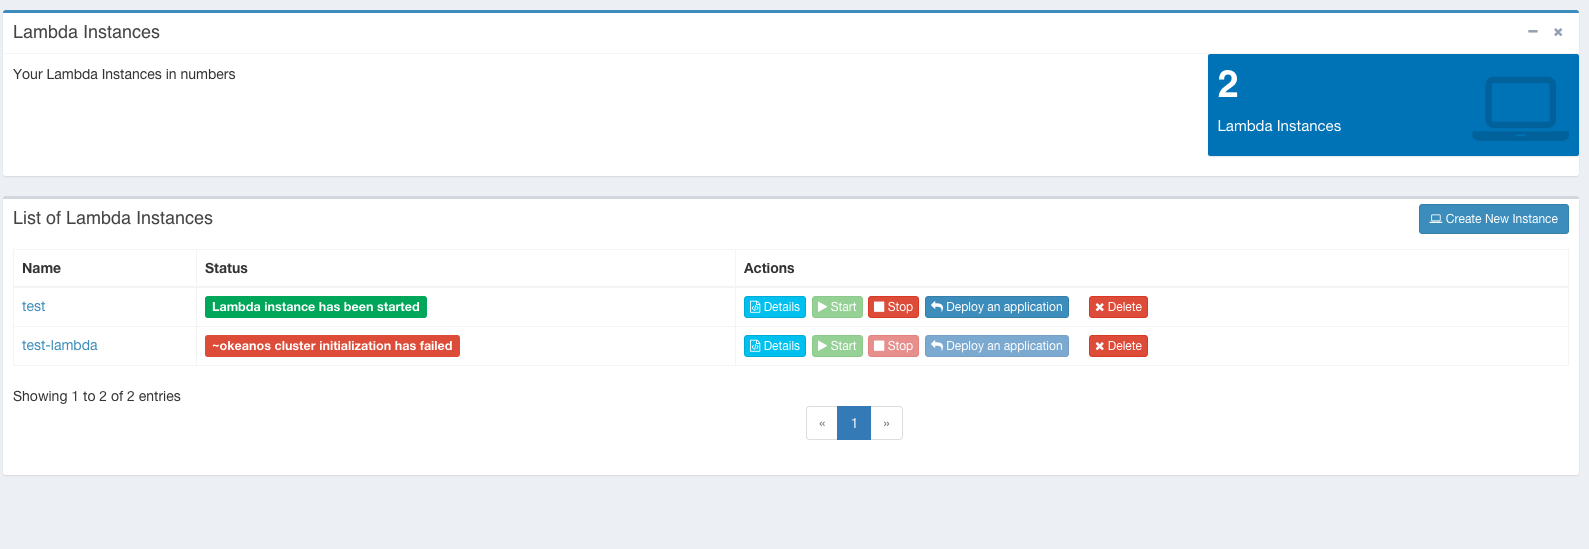 Lambda Instances
Your Lambda Instances in numbers
2
Lambda Instances
List of Lambda Instances
Create New Instance
Name Status Actions
test Lambda instance has been started Details Start Stop Deploy an application Delete
test-lambda ~okeanos cluster initialization has failed Details Start Stop Deploy an application Delete
Showing 1 to 2 of 2 entries
« 1 »